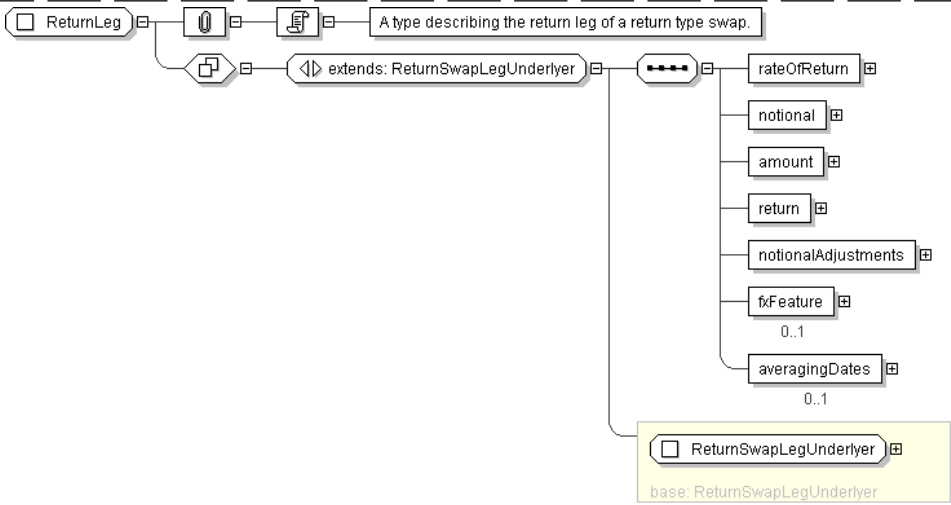 ReturnLeg
A type describing the return leg of a return type swap.
extends: ReturnSwapLegUnderlyer
rateOfReturn
notional
amount
return
notionalAdjustments
fxFeature
0..1
averagingDates
0..1
ReturnSwapLegUnderlyer
base: ReturnSwapLegUnderlyer